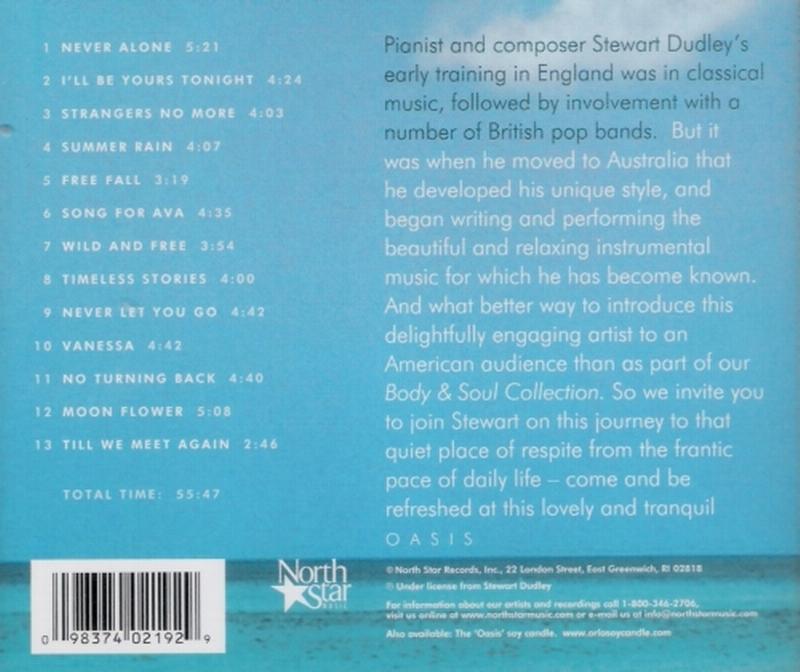 1 NEVER ALONE 5:21
2 I'LL BE YOURS TONIGHT 4:24
3 STRANGERS NO MORE 4:03
4 SUMMER RAIN 4:07
5 FREE FALL 3:19
6 SONG FOR AVA 4:35
7 WILD AND FREE 3:54
8 TIMELESS STORIES 4:00
9 NEVER LET YOU GO 4:42
10 VANESSA 4:42
11 NO TURNING BACK 4:40
12 MOON FLOWER 5:08
13 TILL WE MEET AGAIN 2:46
TOTAL TIME: 55:47
Pianist and composer Stewart Dudley's
early training in England was in classical
music, followed by involvement with a
number of British pop bands. But it
was when he moved to Australia that
he developed his unique style, and
began writing and performing the
beautiful and relaxing instrumental
music for which he has become known.
And what better way to introduce this
delightfully engaging artist to an
American audience than as part of our
Body & Soul Collection. So we invite you
to join Stewart on this journey to that
quiet place of respite from the frantic
pace of daily life – come and be
refreshed at this lovely and tranquil
OASIS
0 98374 02192 9
North
Star
MUSIC
© North Star Records, Inc., 22 London Street, East Greenwich, RI 02818
℗ Under license from Stewart Dudley
For information about our artists and recordings call 1-800-346-2706,
visit us online at www.northstarmusic.com or e-mail us at info@northstarmusic.com
Also available: The 'Oasis' soy candle. www.orlasoycandle.com